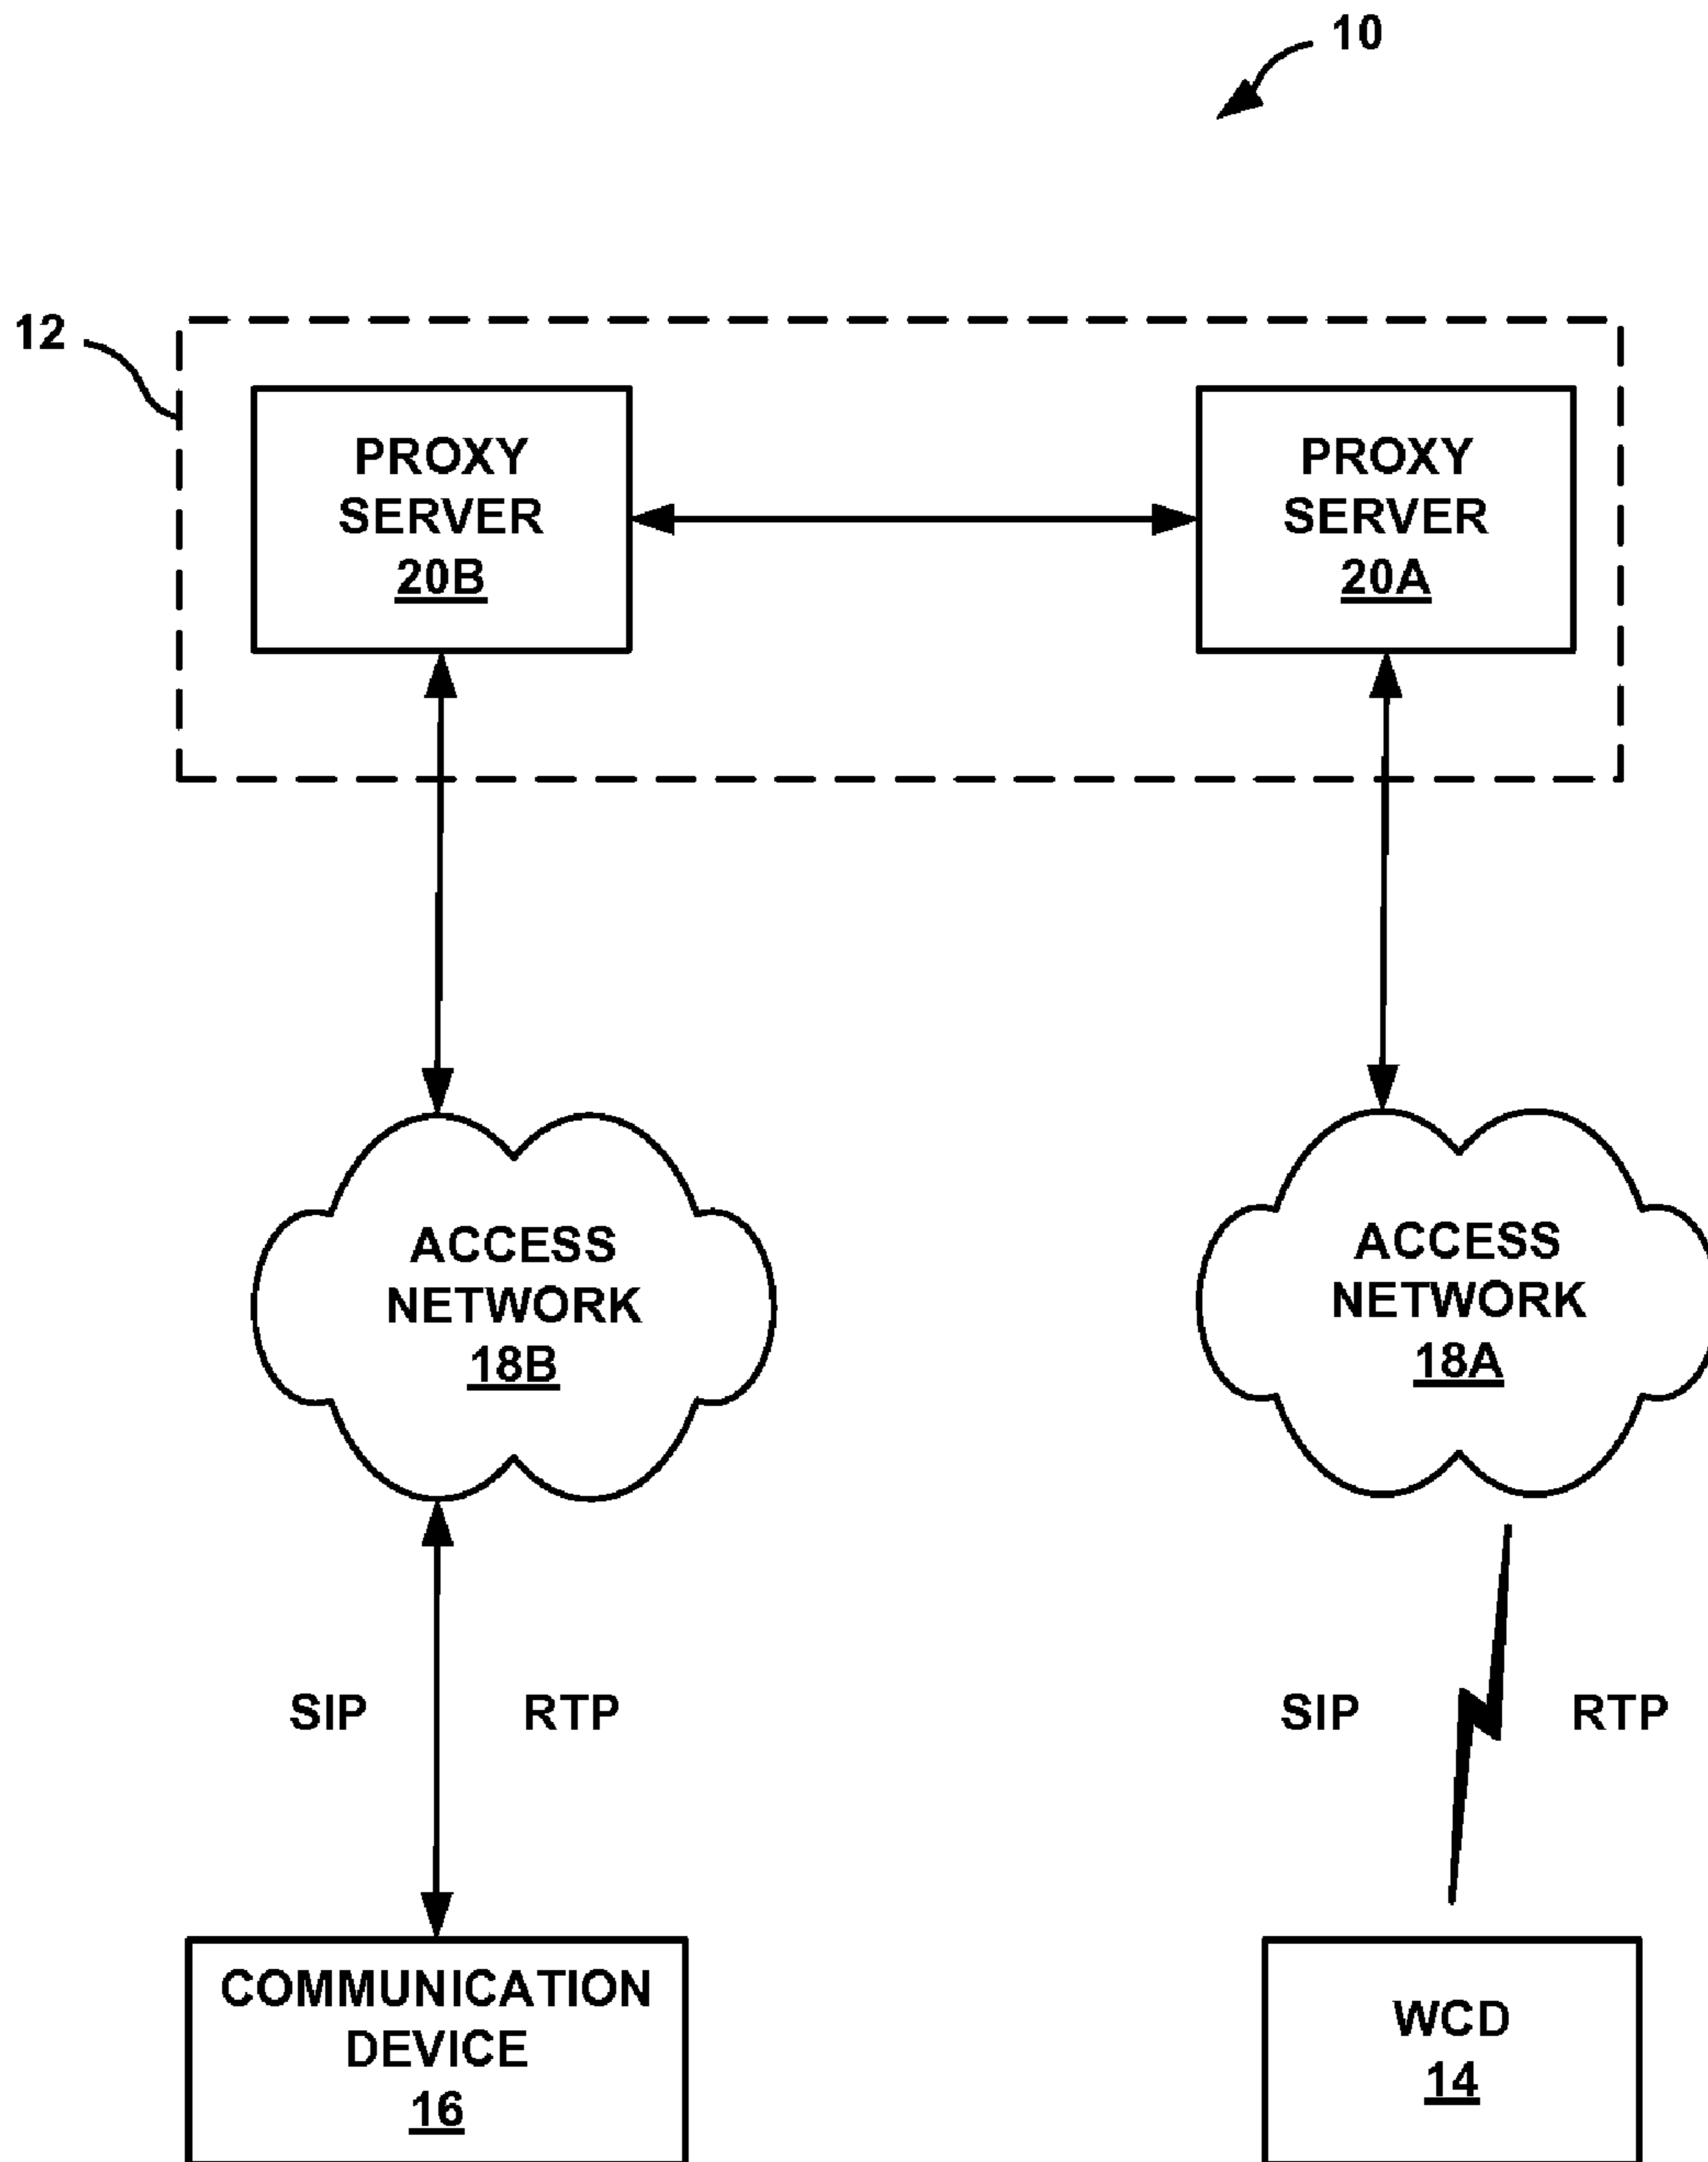 10
12
PROXY
SERVER
20B
PROXY
SERVER
20A
ACCESS
NETWORK
18B
ACCESS
NETWORK
18A
SIP
RTP
SIP
RTP
COMMUNICATION
DEVICE
16
WCD
14